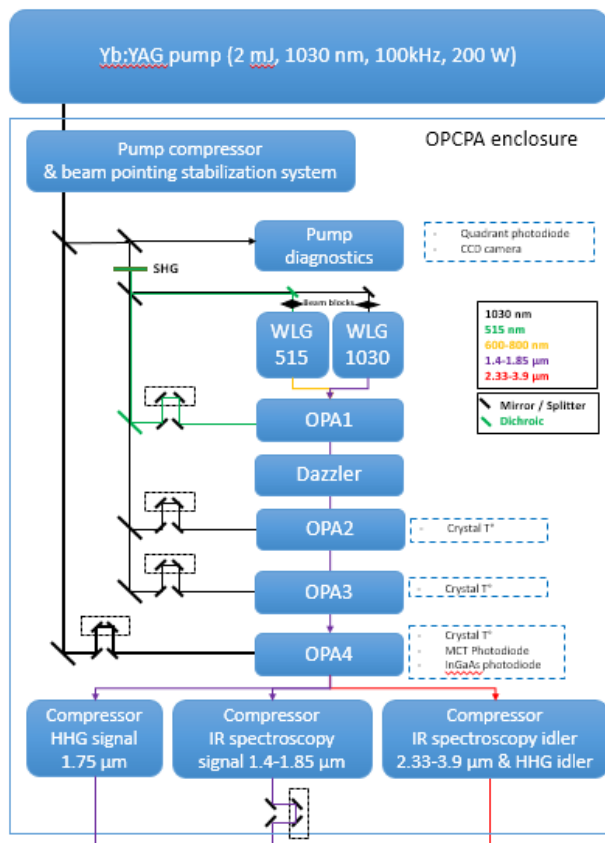 Yb:YAG pump (2 mJ, 1030 nm, 100kHz, 200 W)
OPCPA enclosure
Pump compressor
& beam pointing stabilization system
Pump
diagnostics
- Quadrant photodiode
- CCD camera
SHG
Beam blocks
WLG
515
WLG
1030
1030 nm
515 nm
600-800 nm
1.4-1.85 µm
2.33-3.9 µm
Mirror / Splitter
Dichroic
OPA1
Dazzler
OPA2
- Crystal T°
OPA3
- Crystal T°
OPA4
- Crystal T°
- MCT Photodiode
- InGaAs photodiode
Compressor
HHG signal
1.75 µm
Compressor
IR spectroscopy
signal 1.4-1.85 µm
Compressor
IR spectroscopy idler
2.33-3.9 µm & HHG idler